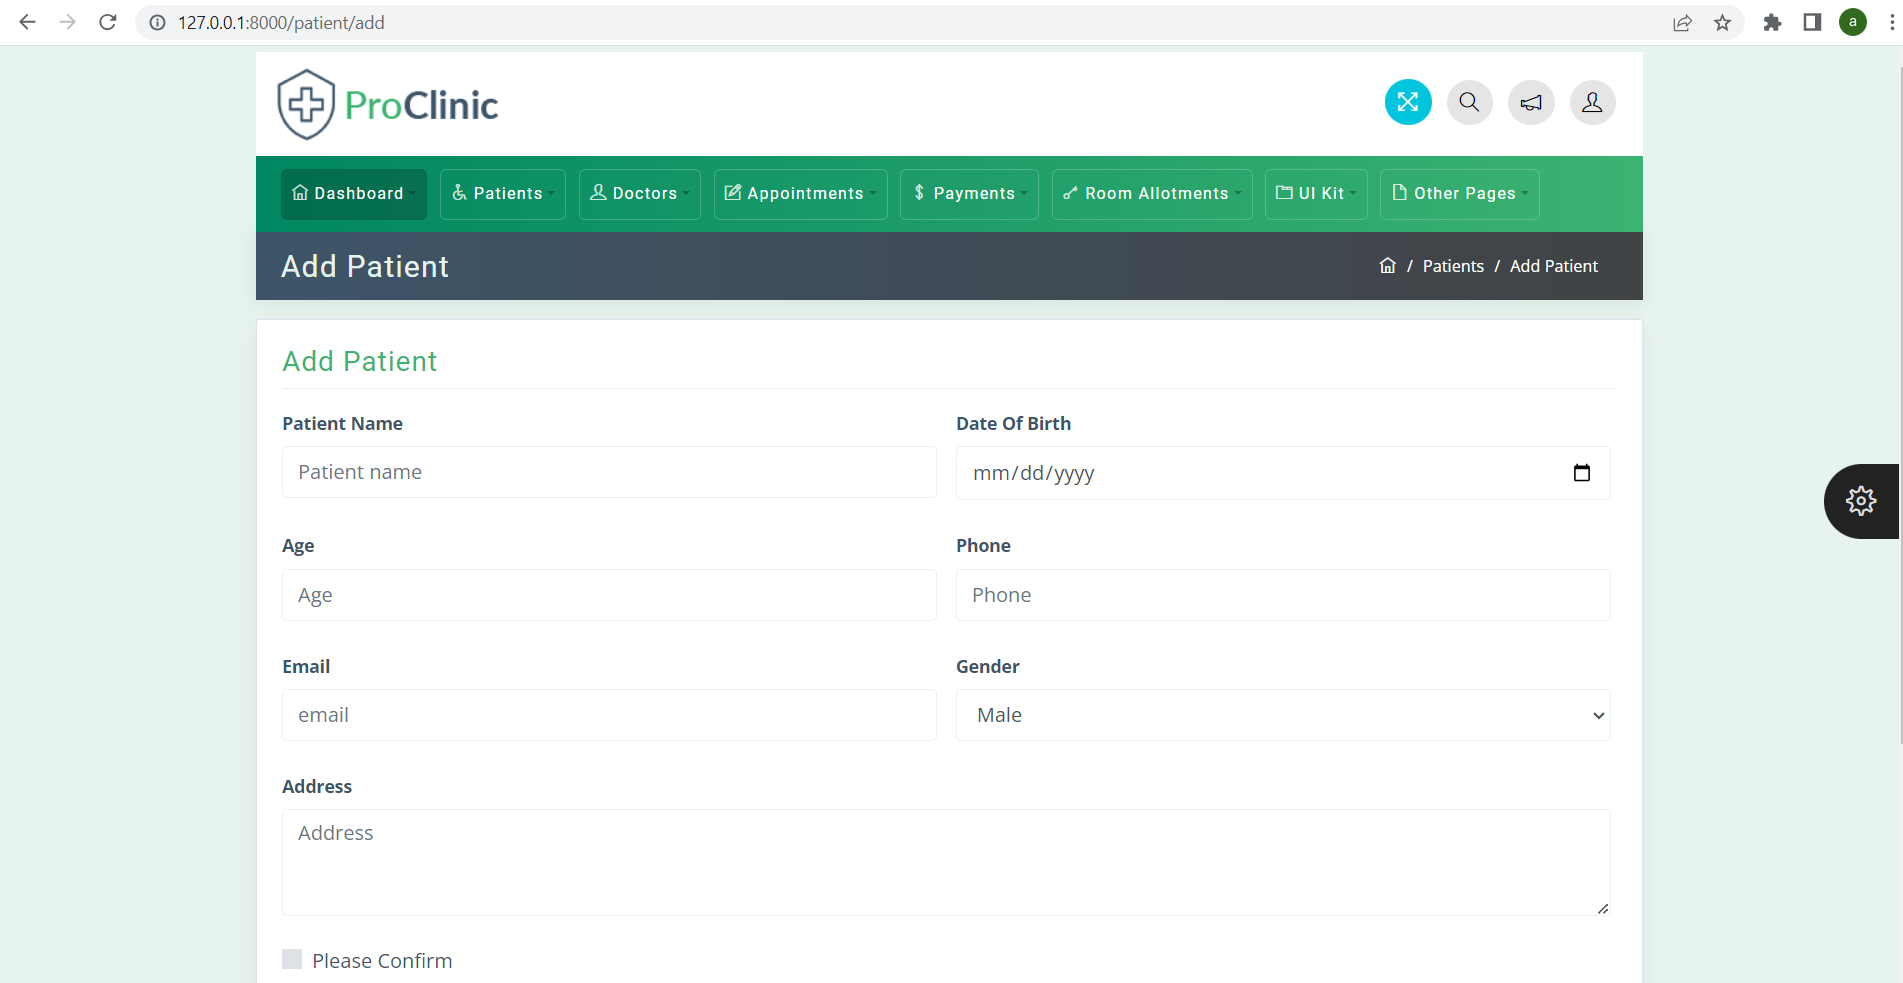 127.0.0.1:8000/patient/add
a
ProClinic
Dashboard Patients Doctors Appointments $ Payments Room Allotments UI Kit Other Pages
Add Patient
/ Patients / Add Patient
Add Patient
Patient Name Date Of Birth
Patient name mm/dd/yyyy
Age Phone
Age Phone
Email Gender
email Male
Address
Address
Please Confirm